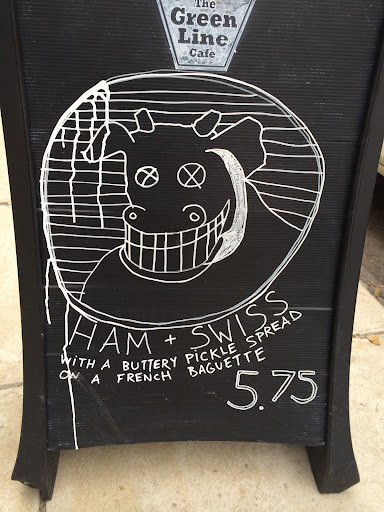 The
Green
Line
Cafe
HAM + SWISS
WITH A BUTTERY PICKLE SPREAD
ON A FRENCH BAGUETTE
5.75